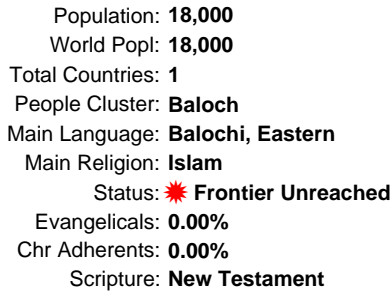 Population: 18,000
World Popl: 18,000
Total Countries: 1
People Cluster: Baloch
Main Language: Balochi, Eastern
Main Religion: Islam
Status: Frontier Unreached
Evangelicals: 0.00%
Chr Adherents: 0.00%
Scripture: New Testament